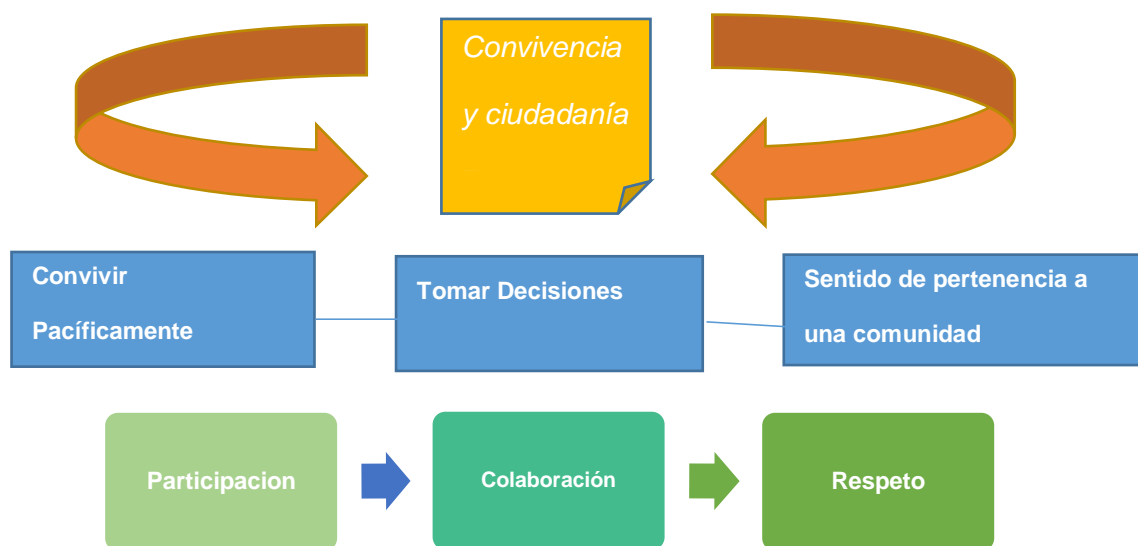 Convivencia
y ciudadanía
Convivir
Pacíficamente
Tomar Decisiones
Sentido de pertenencia a
una comunidad
Participacion
Colaboración
Respeto